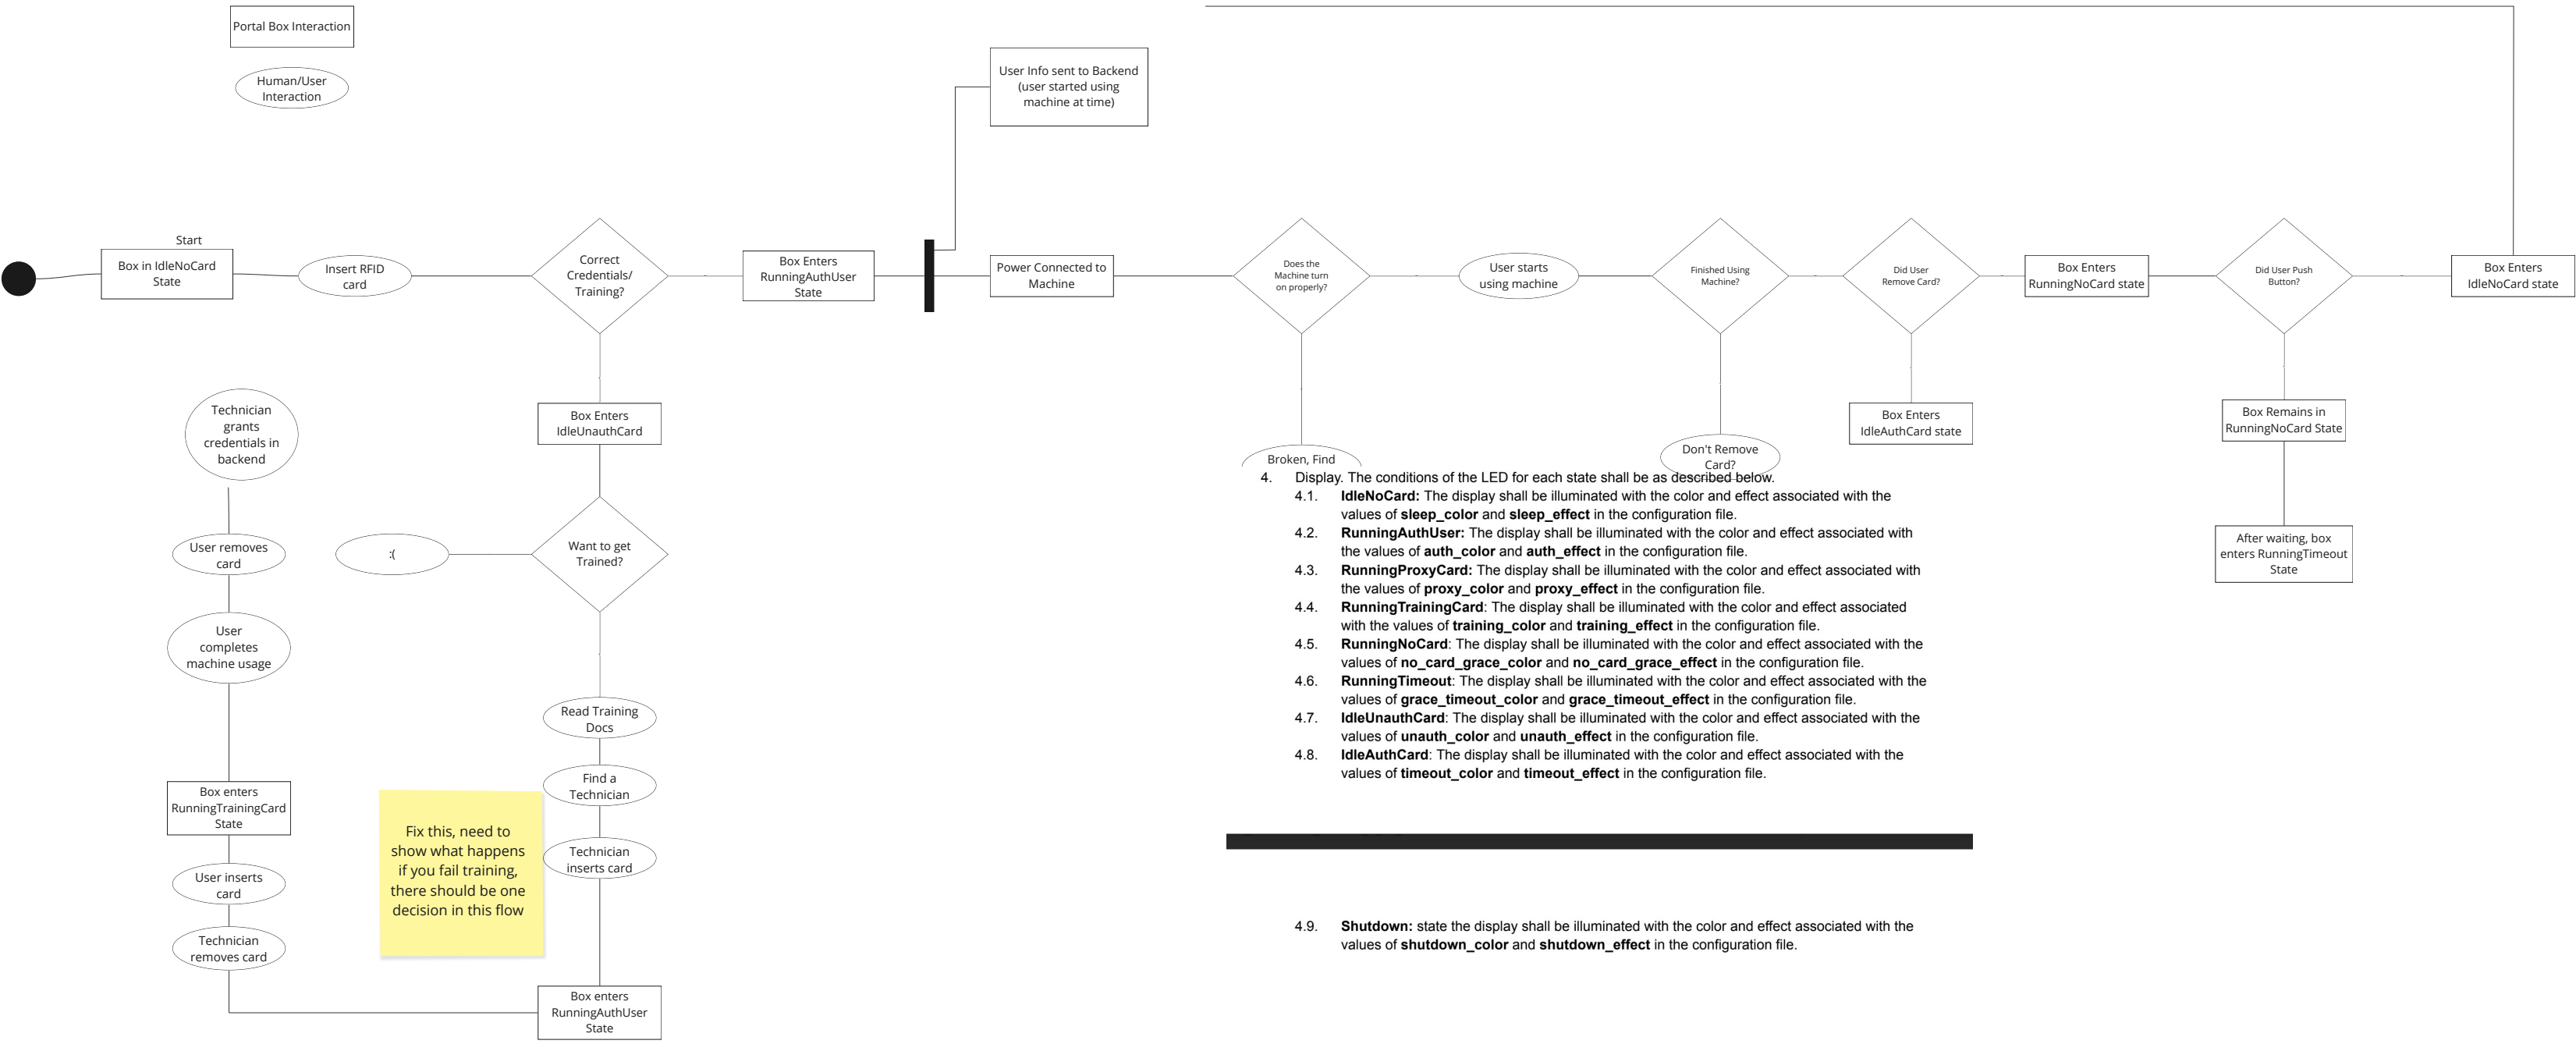 Portal Box Interaction
Human/User
Interaction
User Info sent to Backend
(user started using
machine at time)
Start
Box in IdleNoCard
State
Insert RFID
card
Correct
Credentials/
Training?
Box Enters
RunningAuthUser
State
Power Connected to
Machine
Does the
Machine turn
on properly?
User starts
using machine
Finished Using
Machine?
Did User
Remove Card?
Box Enters
RunningNoCard state
Did User Push
Button?
Box Enters
IdleNoCard state
Technician
grants
credentials in
backend
Box Enters
IdleUnauthCard
Broken, Find
Don't Remove
Card?
Box Enters
IdleAuthCard state
Box Remains in
RunningNoCard State
After waiting, box
enters RunningTimeout
State
User removes
card
:(
Want to get
Trained?
User
completes
machine usage
Read Training
Docs
Find a
Technician
Box enters
RunningTrainingCard
State
Fix this, need to
show what happens
if you fail training,
there should be one
decision in this flow
Technician
inserts card
User inserts
card
Technician
removes card
Box enters
RunningAuthUser
State
4. Display. The conditions of the LED for each state shall be as described below.
4.1. IdleNoCard: The display shall be illuminated with the color and effect associated with the
values of sleep_color and sleep_effect in the configuration file.
4.2. RunningAuthUser: The display shall be illuminated with the color and effect associated with
the values of auth_color and auth_effect in the configuration file.
4.3. RunningProxyCard: The display shall be illuminated with the color and effect associated with
the values of proxy_color and proxy_effect in the configuration file.
4.4. RunningTrainingCard: The display shall be illuminated with the color and effect associated
with the values of training_color and training_effect in the configuration file.
4.5. RunningNoCard: The display shall be illuminated with the color and effect associated with the
values of no_card_grace_color and no_card_grace_effect in the configuration file.
4.6. RunningTimeout: The display shall be illuminated with the color and effect associated with the
values of grace_timeout_color and grace_timeout_effect in the configuration file.
4.7. IdleUnauthCard: The display shall be illuminated with the color and effect associated with the
values of unauth_color and unauth_effect in the configuration file.
4.8. IdleAuthCard: The display shall be illuminated with the color and effect associated with the
values of timeout_color and timeout_effect in the configuration file.
4.9. Shutdown: state the display shall be illuminated with the color and effect associated with the
values of shutdown_color and shutdown_effect in the configuration file.